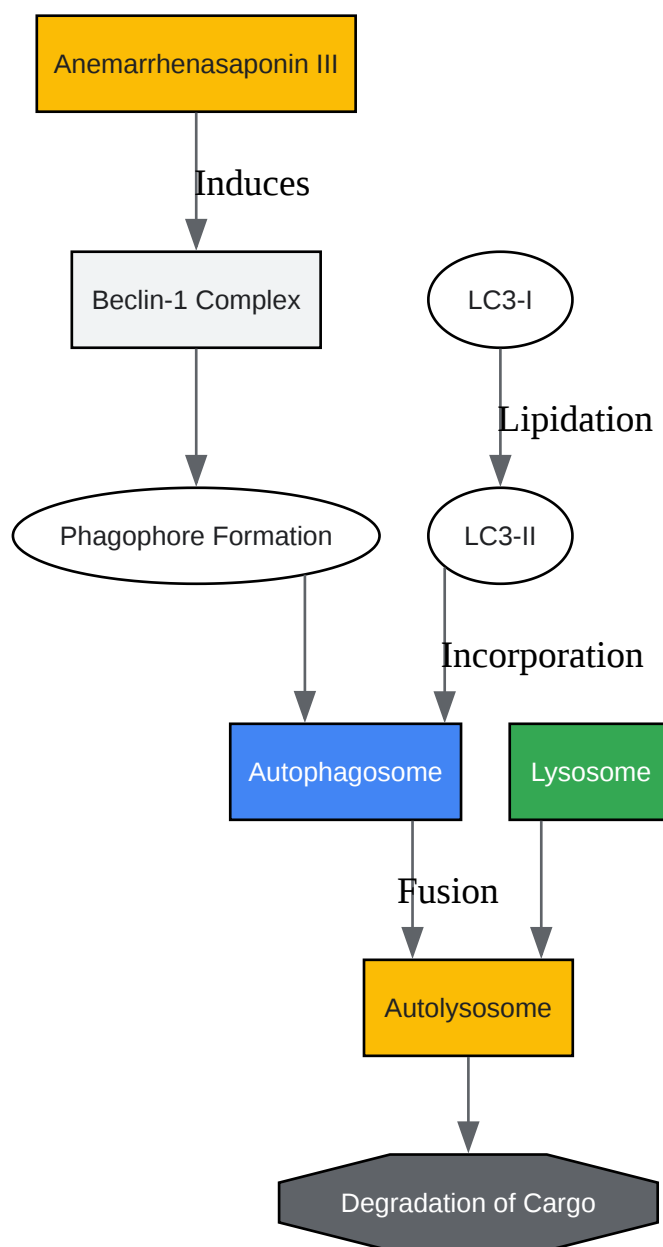 Anemarrhenasaponin III
Induces
Beclin-1 Complex
LC3-I
Lipidation
Phagophore Formation
LC3-II
Incorporation
Autophagosome
Lysosome
Fusion
Autolysosome
Degradation of Cargo